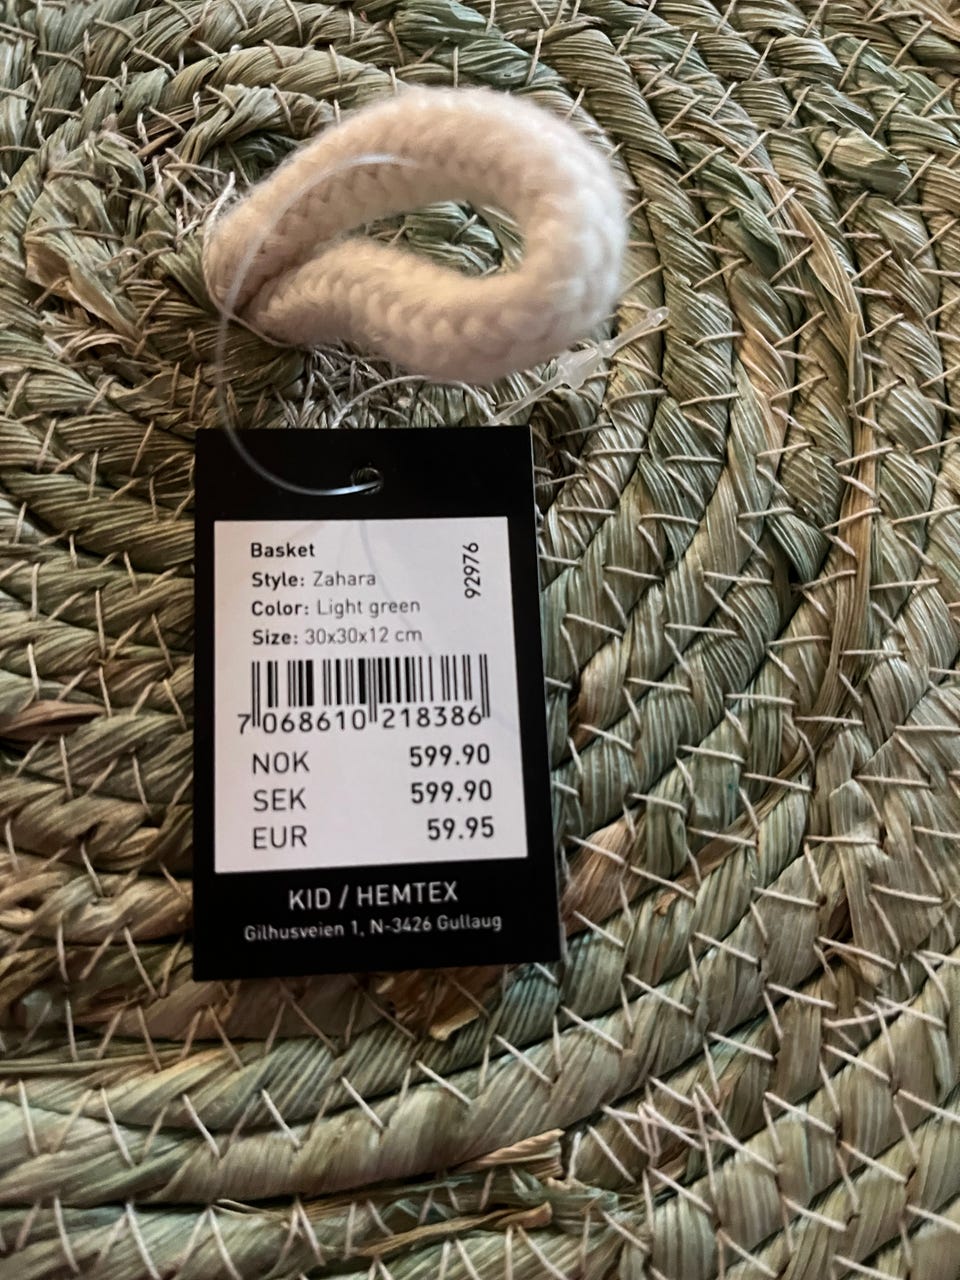 Basket
Style: Zahara
Color: Light green
Size: 30x30x12 cm
92976
7 068610 218386
NOK 599.90
SEK 599.90
EUR 59.95
KID / HEMTEX
Gilhusveien 1, N-3426 Gullaug